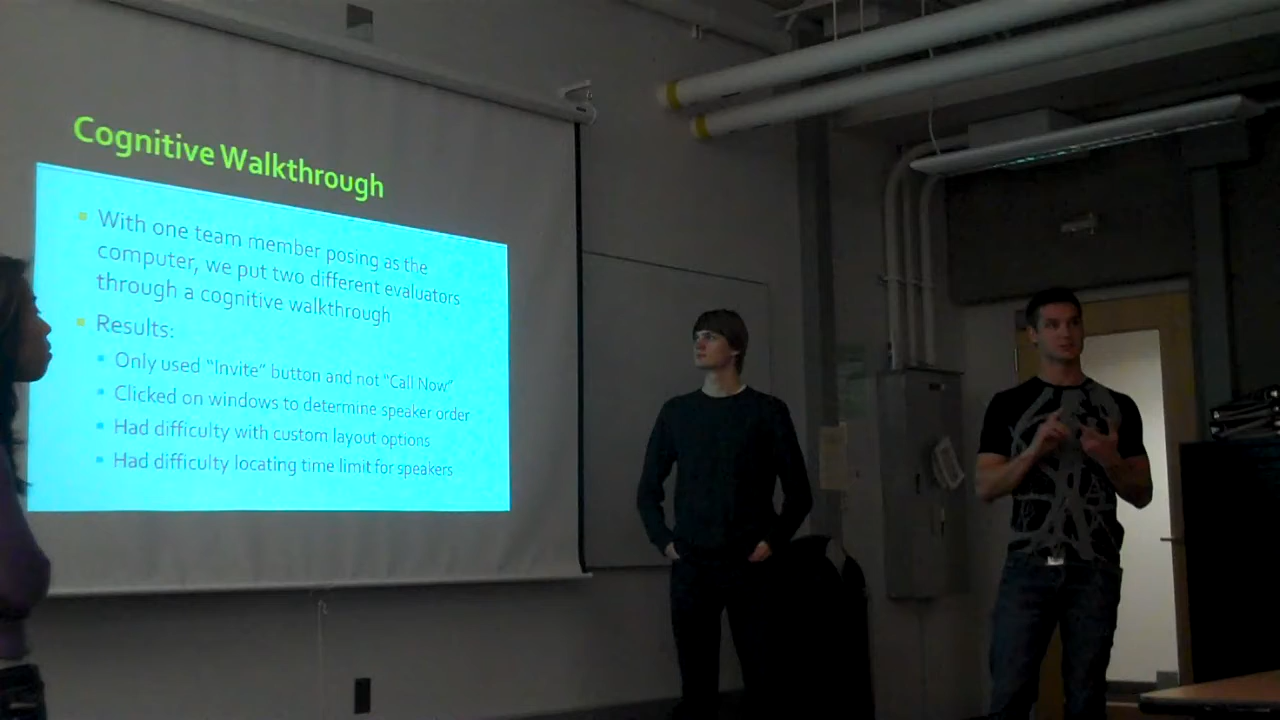 Cognitive Walkthrough
With one team member posing as the
computer, we put two different evaluators
through a cognitive walkthrough
Results:
Only used “Invite” button and not “Call Now”
Clicked on windows to determine speaker order
Had difficulty with custom layout options
Had difficulty locating time limit for speakers